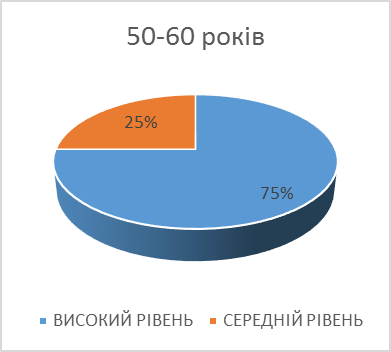 50-60 років
25%
75%
ВИСОКИЙ РІВЕНЬ
СЕРЕДНІЙ РІВЕНЬ